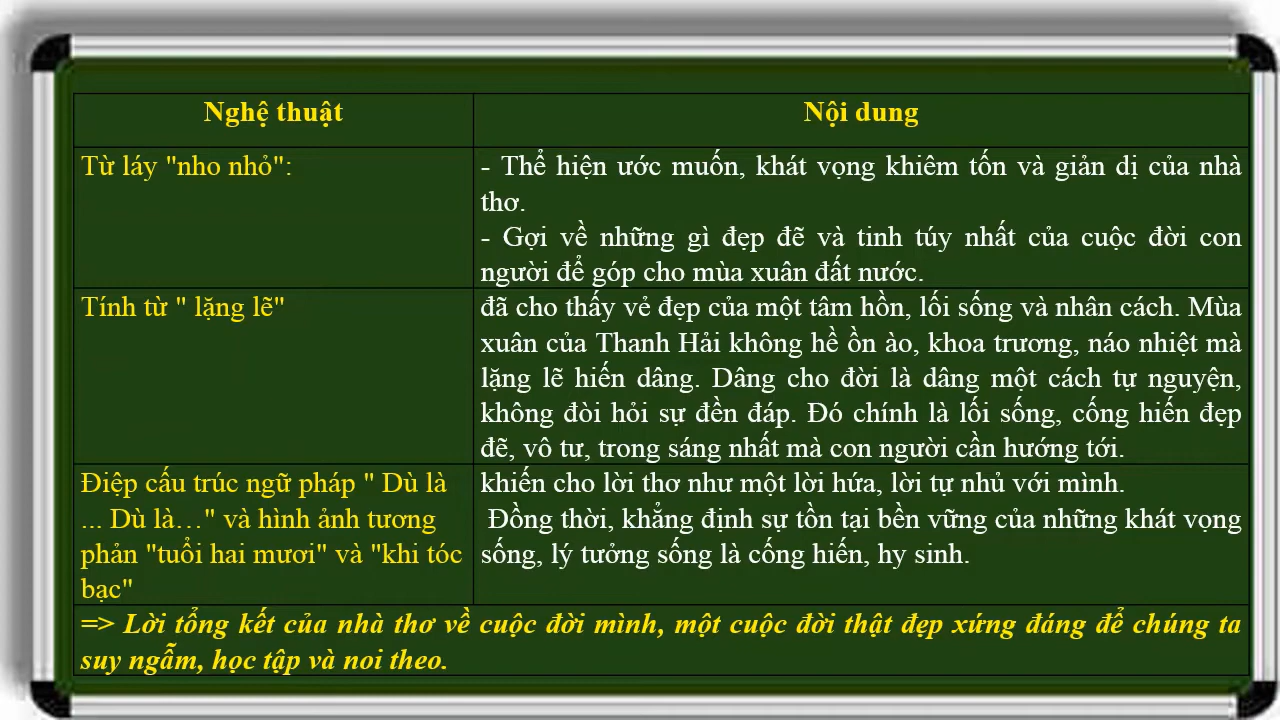 Nghệ thuật
Nội dung
Từ láy "nho nhỏ":
- Thể hiện ước muốn, khát vọng khiêm tốn và giản dị của nhà
thơ.
- Gợi về những gì đẹp đẽ và tinh túy nhất của cuộc đời con
người để góp cho mùa xuân đất nước.
Tính từ " lặng lẽ"
đã cho thấy vẻ đẹp của một tâm hồn, lối sống và nhân cách. Mùa
xuân của Thanh Hải không hề ồn ào, khoa trương, náo nhiệt mà
lặng lẽ hiến dâng. Dâng cho đời là dâng một cách tự nguyện,
không đòi hỏi sự đền đáp. Đó chính là lối sống, cống hiến đẹp
đẽ, vô tư, trong sáng nhất mà con người cần hướng tới.
Điệp cấu trúc ngữ pháp " Dù là
... Dù là…" và hình ảnh tương
phản "tuổi hai mươi" và "khi tóc
bạc"
khiến cho lời thơ như một lời hứa, lời tự nhủ với mình.
Đồng thời, khẳng định sự tồn tại bền vững của những khát vọng
sống, lý tưởng sống là cống hiến, hy sinh.
=> Lời tổng kết của nhà thơ về cuộc đời mình, một cuộc đời thật đẹp xứng đáng để chúng ta
suy ngẫm, học tập và noi theo.